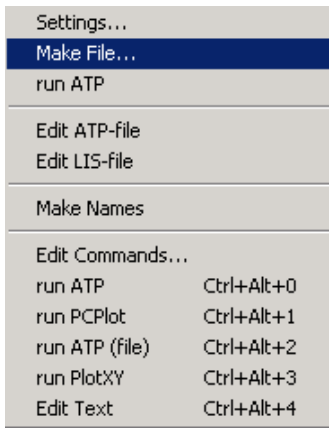 Settings...
Make File...
run ATP
Edit ATP-file
Edit LIS-file
Make Names
Edit Commands...
run ATP Ctrl+Alt+0
run PCPlot Ctrl+Alt+1
run ATP (file) Ctrl+Alt+2
run PlotXY Ctrl+Alt+3
Edit Text Ctrl+Alt+4